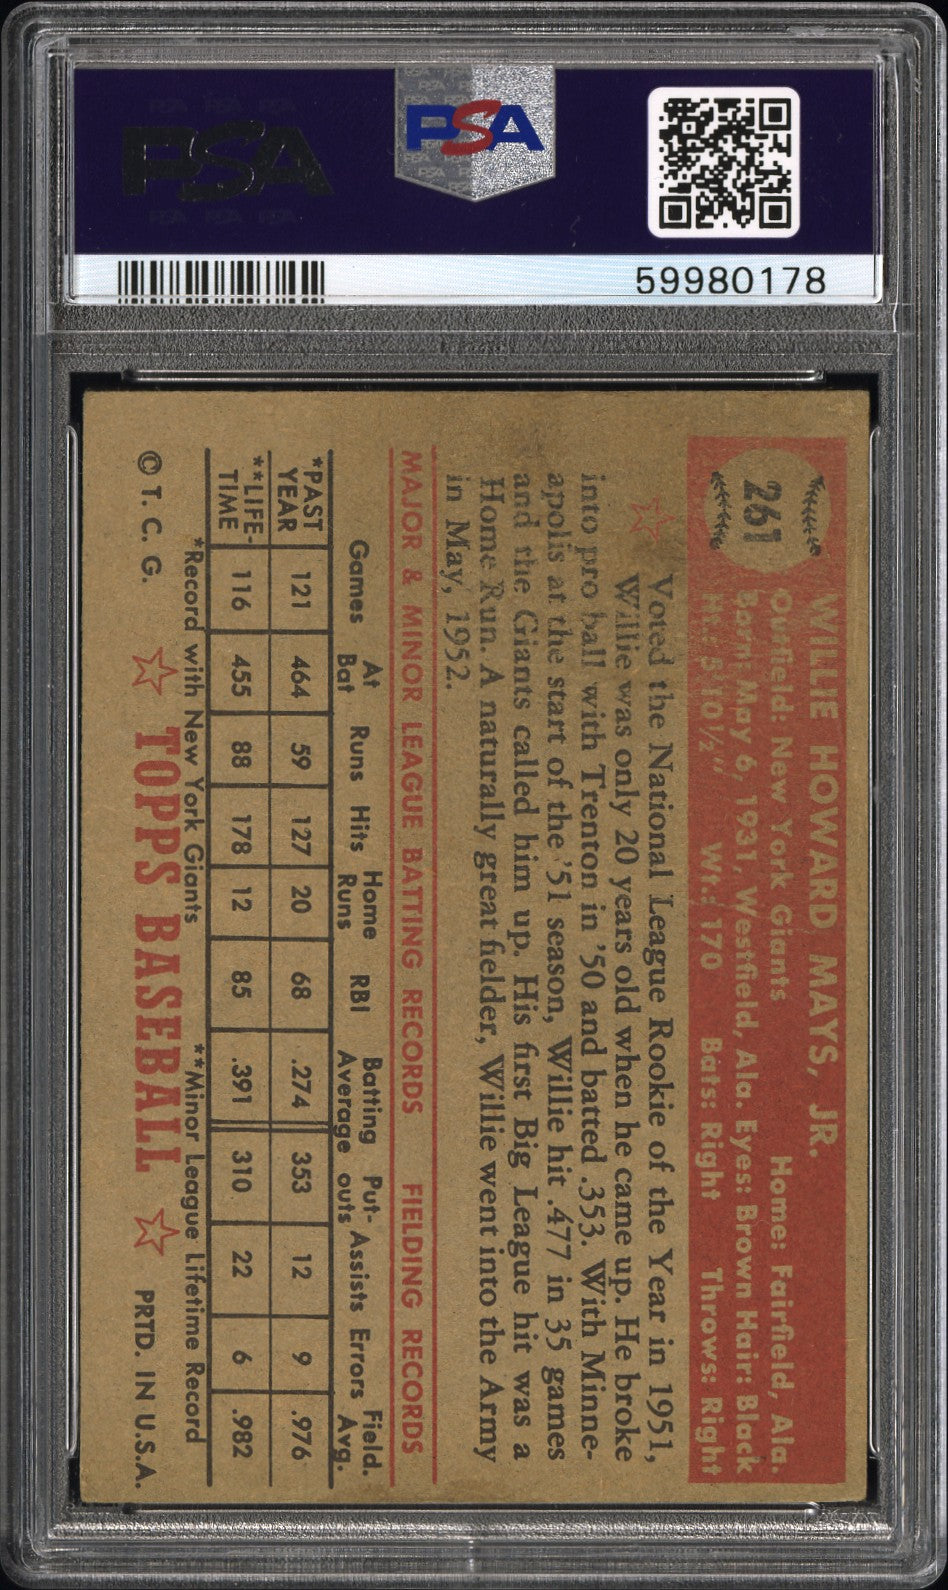 PSA
PSA
59980178
261
WILLIE HOWARD MAYS, JR.
Outfield: New York Giants Home: Fairfield, Ala.
Born: May 6, 1931, Westfield, Ala. Eyes: Brown Hair: Black
Ht.: 5'10½" Wt.: 170 Bats: Right Throws: Right
Voted the National League Rookie of the Year in 1951,
Willie was only 20 years old when he came up. He broke
into pro ball with Trenton in '50 and batted .353. With Minne-
apolis at the start of the '51 season, Willie hit .477 in 35 games
and the Giants called him up. His first Big League hit was a
Home Run. A naturally great fielder, Willie went into the Army
in May, 1952.
MAJOR & MINOR LEAGUE BATTING RECORDS FIELDING RECORDS
Games At Bat Runs Hits Home Runs RBI Batting Average Put-outs Assists Errors Field. Avg.
*PAST YEAR 121 464 59 127 20 68 .274 353 12 9 .976
**LIFE-TIME 116 455 88 178 12 85 .391 310 22 6 .982
*Record with New York Giants **Minor League Lifetime Record
© T. C. G. TOPPS BASEBALL PRTD. IN U.S.A.